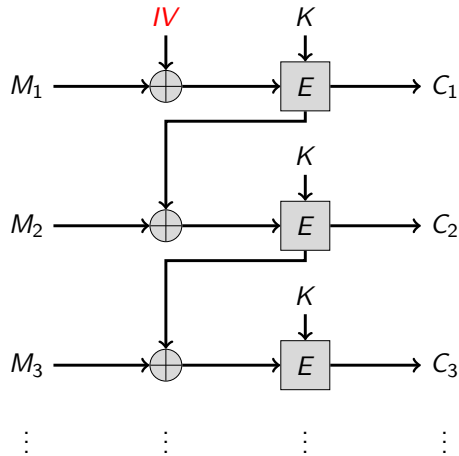 IV K
M₁ E C₁
K
M₂ E C₂
K
M₃ E C₃
⋮ ⋮ ⋮ ⋮